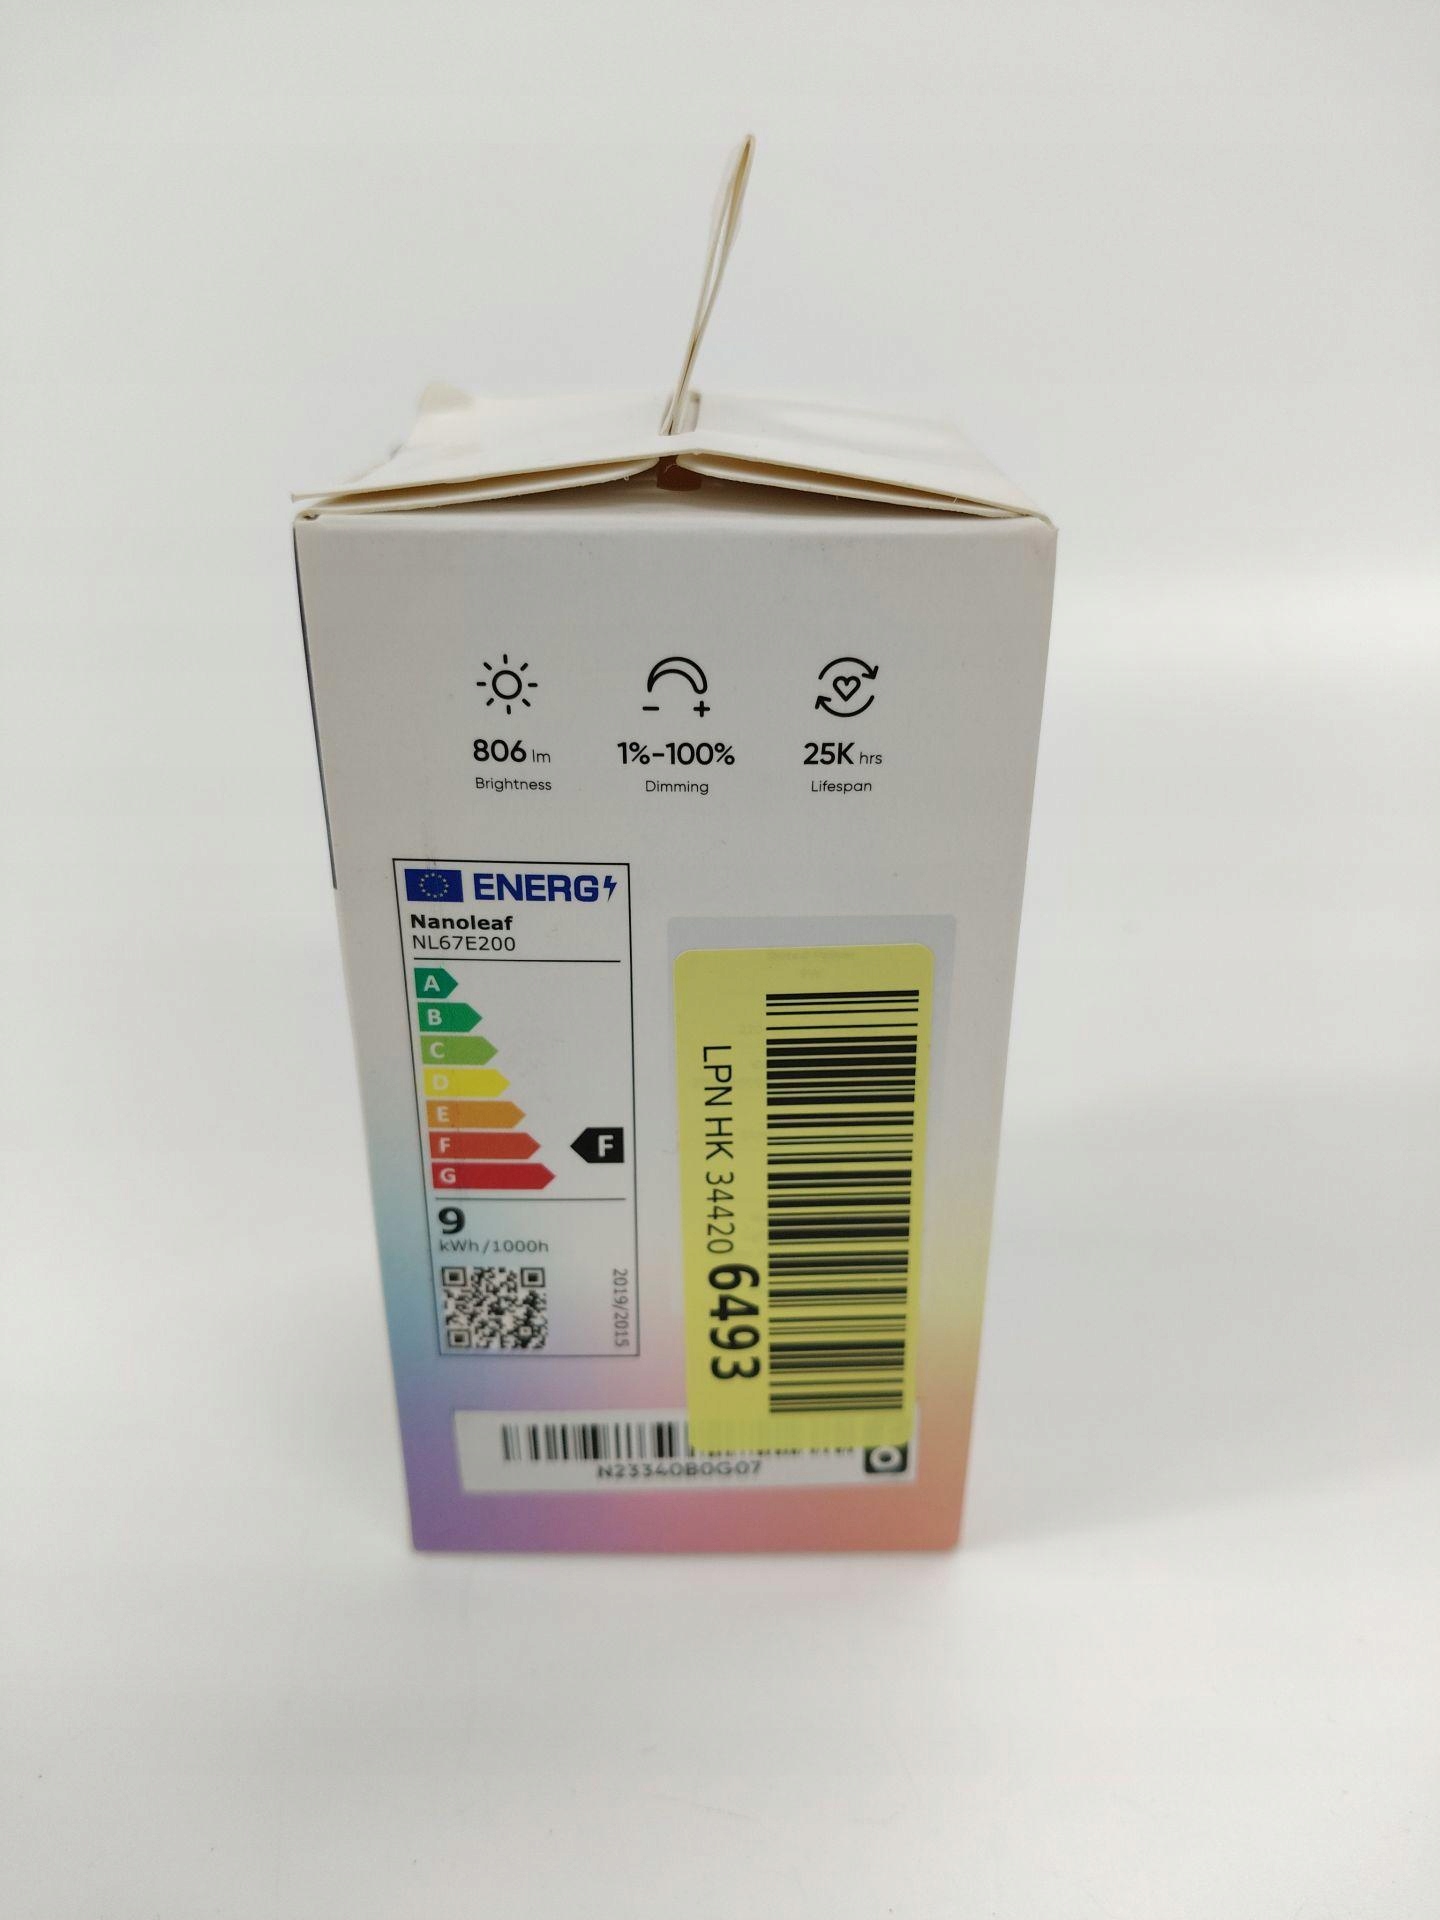 806 lm
Brightness
1%-100%
Dimming
25K hrs
Lifespan
ENERG
Nanoleaf
NL67E200
A
B
C
D
E
F
G
F
9
kWh/1000h
2019/2015
LPN HK 34420 6493
N23340B0G07